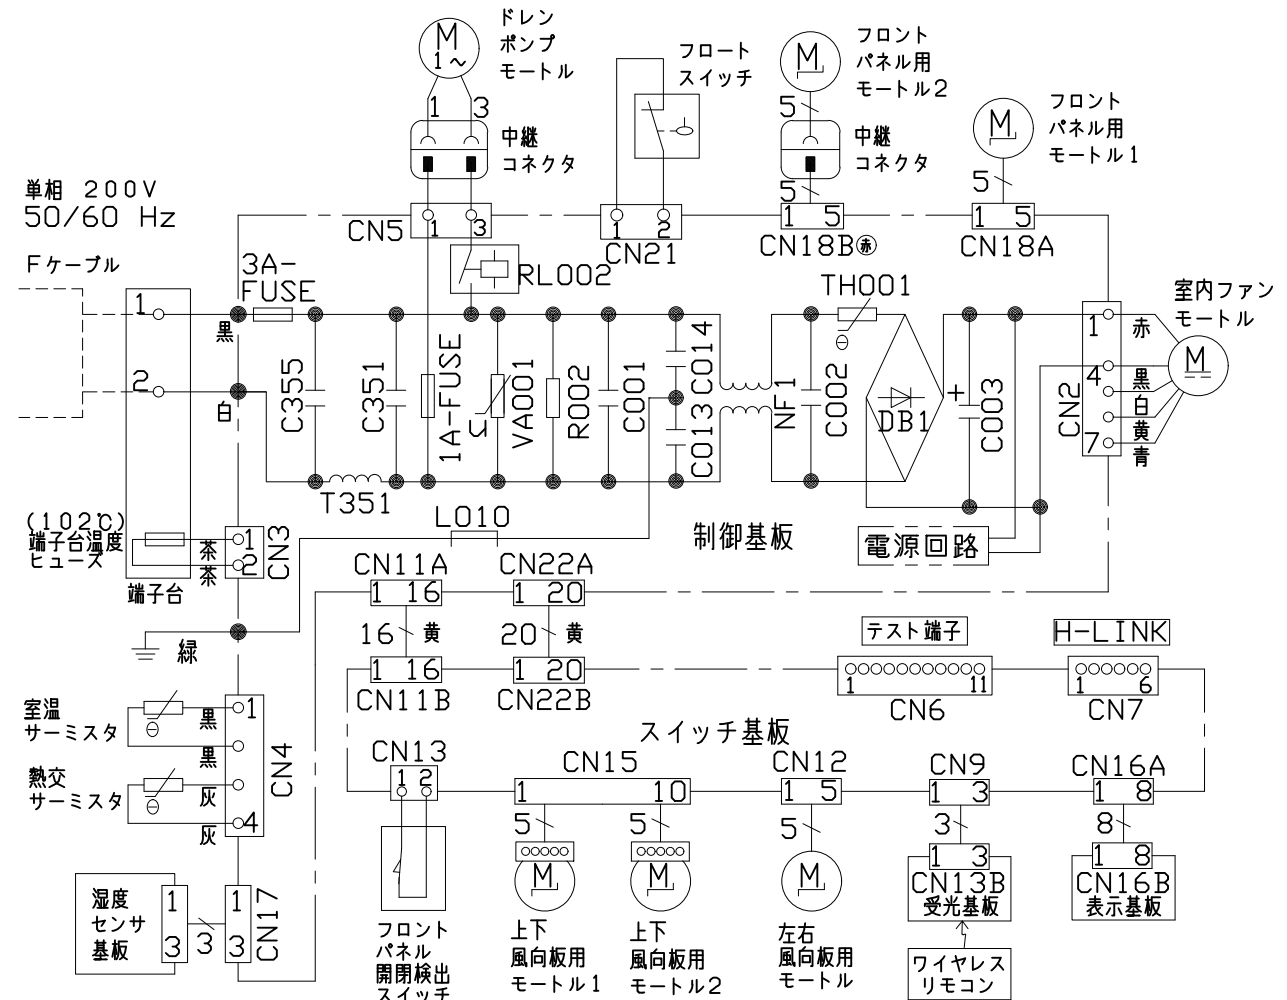 ドレン
ポンプ
モートル
M
1～
1
3
中継
コネクタ
フロート
スイッチ
フロント
パネル用
モートル2
M
5
中継
コネクタ
5
フロント
パネル用
モートル1
M
5
単相 200V
50/60 Hz
Fケーブル
CN5
1
3
1
2
CN21
1 5
CN18B赤
1 5
CN18A
3A-
FUSE
RL002
TH001
室内ファン
モートル
M
1
2
黒
白
C355
C351
1A-FUSE
VA001
R002
C001
C014
C013
NF1
C002
DB1
+
C003
CN2
1
4
7
赤
黒
白
黄
青
T351
L010
制御基板
電源回路
(102℃)
端子台温度
ヒューズ
茶
茶
1
2
CN3
端子台
緑
CN11A
1 16
16
黄
1 16
CN11B
CN22A
1 20
20
黄
1 20
CN22B
テスト端子
1 11
CN6
H-LINK
1 6
CN7
室温
サーミスタ
黒
黒
熱交
サーミスタ
灰
灰
1
4
CN4
スイッチ基板
CN13
1 2
CN15
1 10
CN12
1 5
CN9
1 3
CN16A
1 8
5
5
5
3
8
M
M
M
1 3
CN13B
受光基板
1 8
CN16B
表示基板
湿度
センサ
基板
1
3
3
1
3
CN17
フロント
パネル
開閉検出
スイッチ
上下
風向板用
モートル1
上下
風向板用
モートル2
左右
風向板用
モートル
ワイヤレス
リモコン